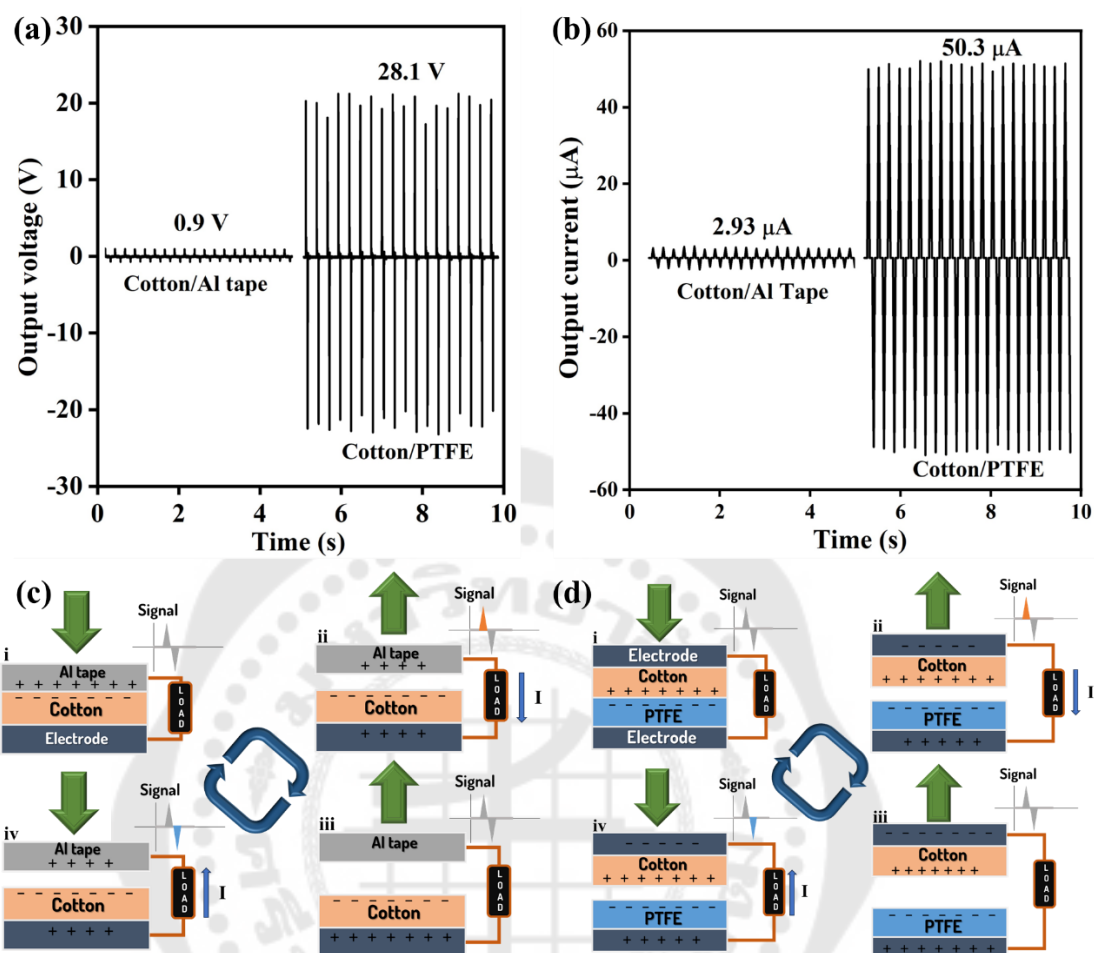 (a)
30
20
10
0
-10
-20
-30
Output voltage (V)
0.9 V
Cotton/Al tape
28.1 V
Cotton/PTFE
0 2 4 6 8 10
Time (s)
(b)
60
40
20
0
-20
-40
-60
Output current (μA)
2.93 μA
Cotton/Al Tape
50.3 μA
Cotton/PTFE
0 2 4 6 8 10
Time (s)
(c)
i
Signal
Al tape
+ + + + + + +
- - - - - - -
Cotton
Electrode
LOAD
ii
Signal
Al tape
+ + + +
- - - - - - -
Cotton
+ + + +
LOAD
I
iv
Signal
Al tape
+ + + +
- - - - - - -
Cotton
+ + + +
LOAD
I
iii
Signal
Al tape
- - - - - - -
Cotton
+ + + + + + +
LOAD
(d)
i
Signal
Electrode
Cotton
+ + + + + + +
- - - - - - -
PTFE
Electrode
LOAD
ii
Signal
- - - - -
Cotton
+ + + + + + +
- - - - - - -
PTFE
+ + + + +
LOAD
I
iv
Signal
- - - - -
Cotton
+ + + + + + +
- - - - - - -
PTFE
+ + + + +
LOAD
I
iii
Signal
- - - - - - -
Cotton
+ + + + + + +
- - - - - - -
PTFE
+ + + + + + +
LOAD